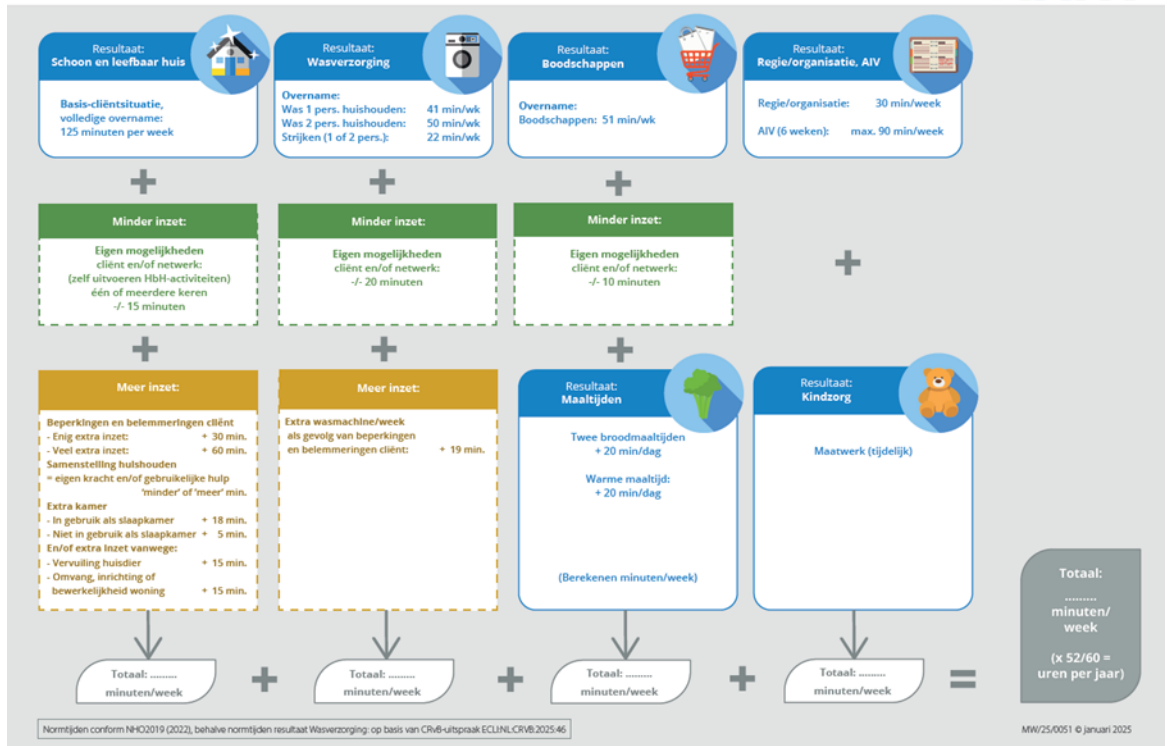 Resultaat:
Schoon en leefbaar huis
Basis-cliëntsituatie,
volledige overname:
125 minuten per week
Resultaat:
Wasverzorging
Overname:
Was 1 pers. huishouden: 41 min/wk
Was 2 pers. huishouden: 50 min/wk
Strijken (1 of 2 pers.): 22 min/wk
Resultaat:
Boodschappen
Overname:
Boodschappen: 51 min/wk
Resultaat:
Regie/organisatie, AIV
Regie/organisatie: 30 min/week
AIV (6 weken): max. 90 min/week
+
+
+
Minder inzet:
Eigen mogelijkheden
cliënt en/of netwerk:
(zelf uitvoeren HbH-activiteiten)
één of meerdere keren
-/- 15 minuten
Minder inzet:
Eigen mogelijkheden
cliënt en/of netwerk:
-/- 20 minuten
Minder inzet:
Eigen mogelijkheden
cliënt en/of netwerk:
-/- 10 minuten
+
+
+
+
Meer inzet:
Beperkingen en belemmeringen cliënt
- Enig extra inzet: + 30 min.
- Veel extra inzet: + 60 min.
Samenstelling huishouden
= eigen kracht en/of gebruikelijke hulp
'minder' of 'meer' min.
Extra kamer
- In gebruik als slaapkamer + 18 min.
- Niet in gebruik als slaapkamer + 5 min.
En/of extra inzet vanwege:
- Vervuiling huisdier + 15 min.
- Omvang, inrichting of
bewerkelijkheid woning + 15 min.
Meer inzet:
Extra wasmachine/week
als gevolg van beperkingen
en belemmeringen cliënt: + 19 min.
Resultaat:
Maaltijden
Twee broodmaaltijden
+ 20 min/dag
Warme maaltijd:
+ 20 min/dag
(Berekenen minuten/week)
Resultaat:
Kindzorg
Maatwerk (tijdelijk)
Totaal: .........
minuten/week
+
Totaal: .........
minuten/week
+
Totaal: .........
minuten/week
+
Totaal: .........
minuten/week
=
Totaal:
.........
minuten/
week
(x 52/60 =
uren per jaar)
Normtijden conform NHO2019 (2022), behalve normtijden resultaat Wasverzorging: op basis van CRvB-uitspraak ECLI:NL:CRVB:2025:46
MW/25/0051 © januari 2025